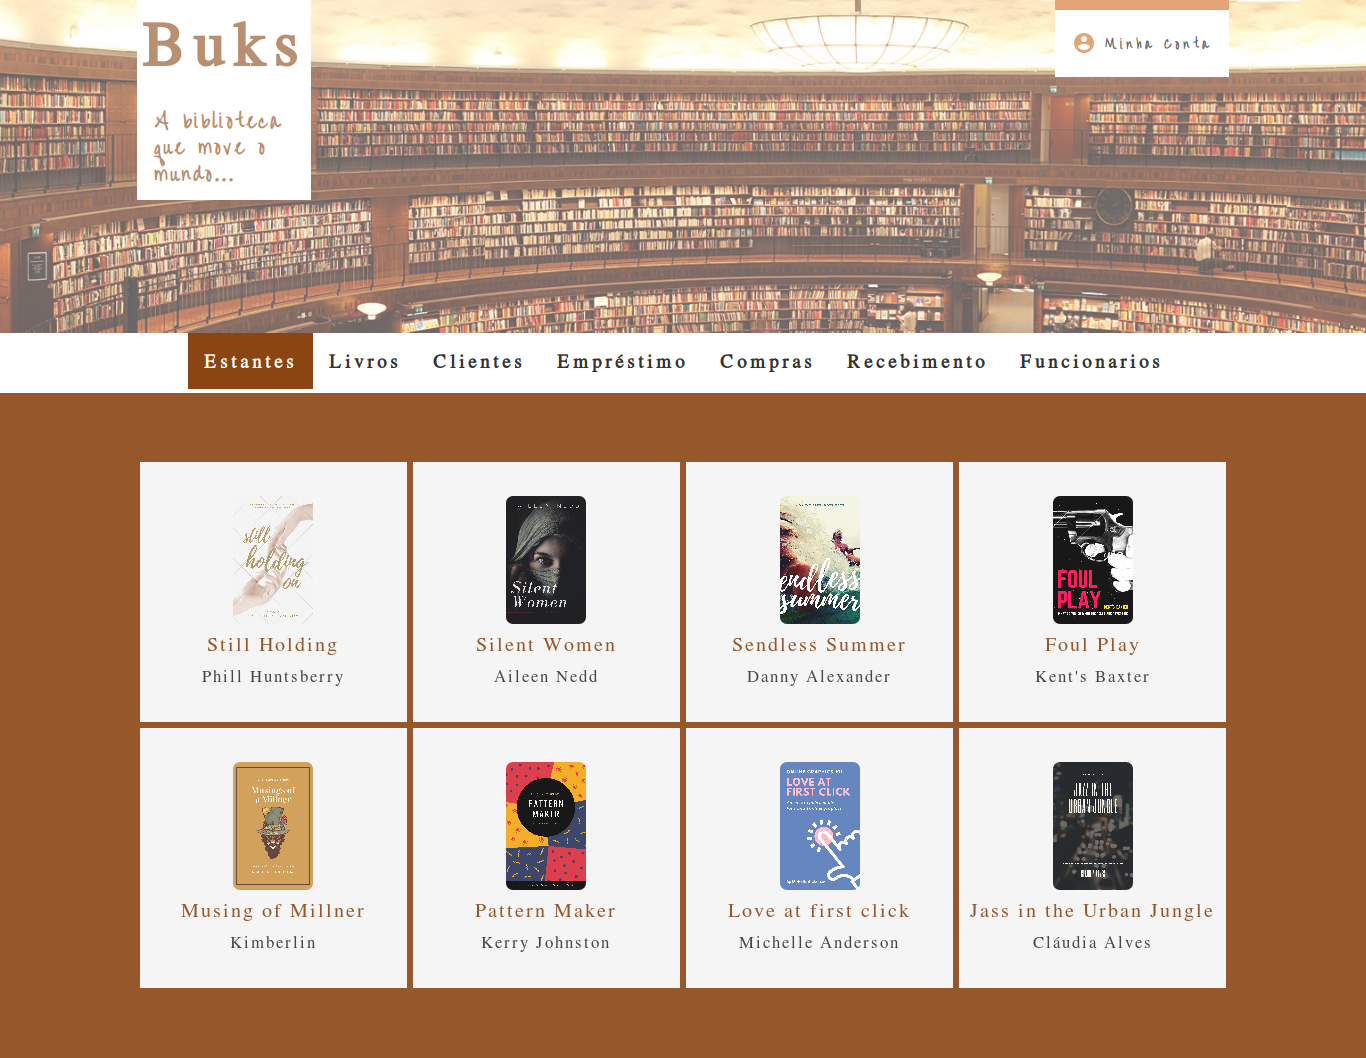 Buks
A biblioteca
que move o
mundo...
Minha conta
Estantes Livros Clientes Empréstimo Compras Recebimento Funcionarios
still
holding
on
Still Holding
Phill Huntsberry
AILEEN NEDD
Silent
Women
Silent Women
Aileen Nedd
endless
summer
Sendless Summer
Danny Alexander
FOUL
PLAY
Foul Play
Kent's Baxter
Musings of
a Millner
Musing of Millner
Kimberlin
PATTERN
MAKER
Pattern Maker
Kerry Johnston
LOVE AT
FIRST CLICK
Love at first click
Michelle Anderson
JAZZ IN THE
URBAN JUNGLE
Jass in the Urban Jungle
Cláudia Alves